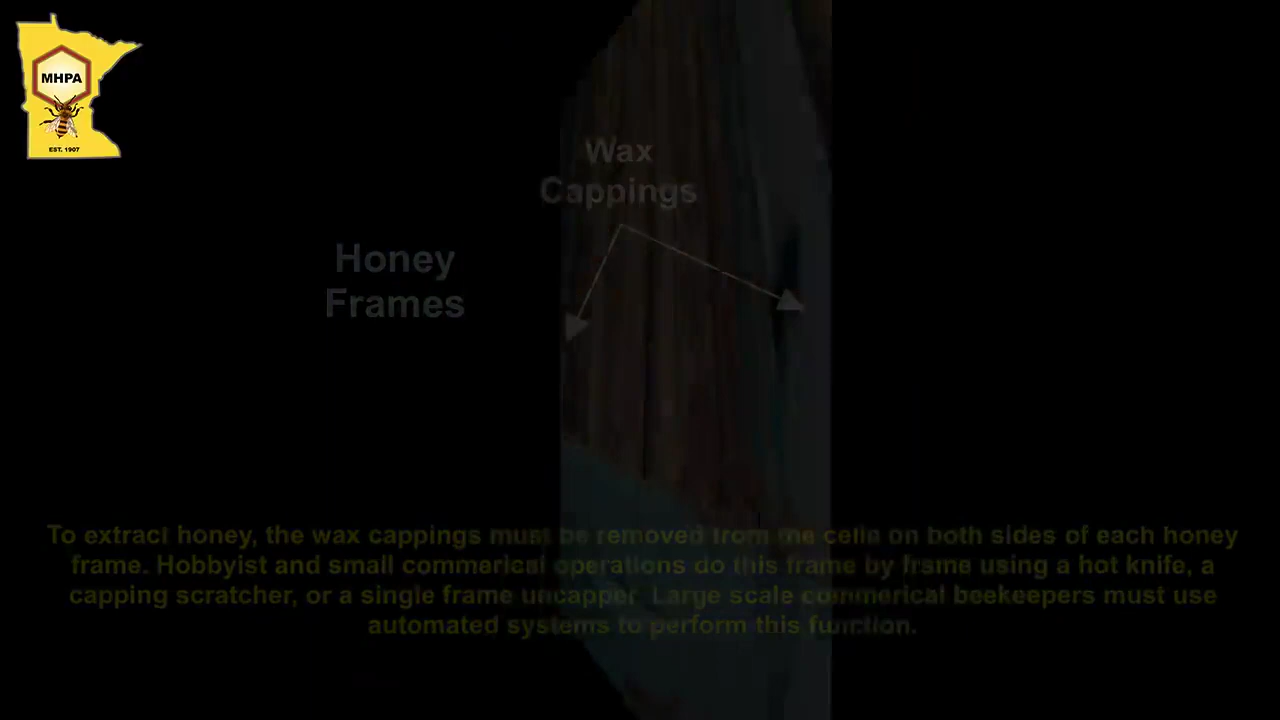 MHPA
EST. 1907
Wax
Cappings
Honey
Frames
To extract honey, the wax cappings must be removed from the cells on both sides of each honey
frame. Hobbyist and small commerical operations do this frame by frame using a hot knife, a
capping scratcher, or a single frame uncapper. Large scale commerical beekeepers must use
automated systems to perform this function.